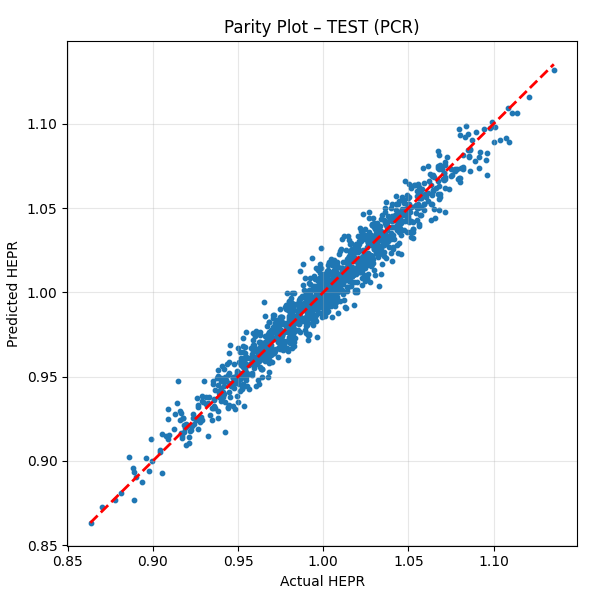 Parity Plot – TEST (PCR)
Predicted HEPR
1.10
1.05
1.00
0.95
0.90
0.85
0.85 0.90 0.95 1.00 1.05 1.10
Actual HEPR